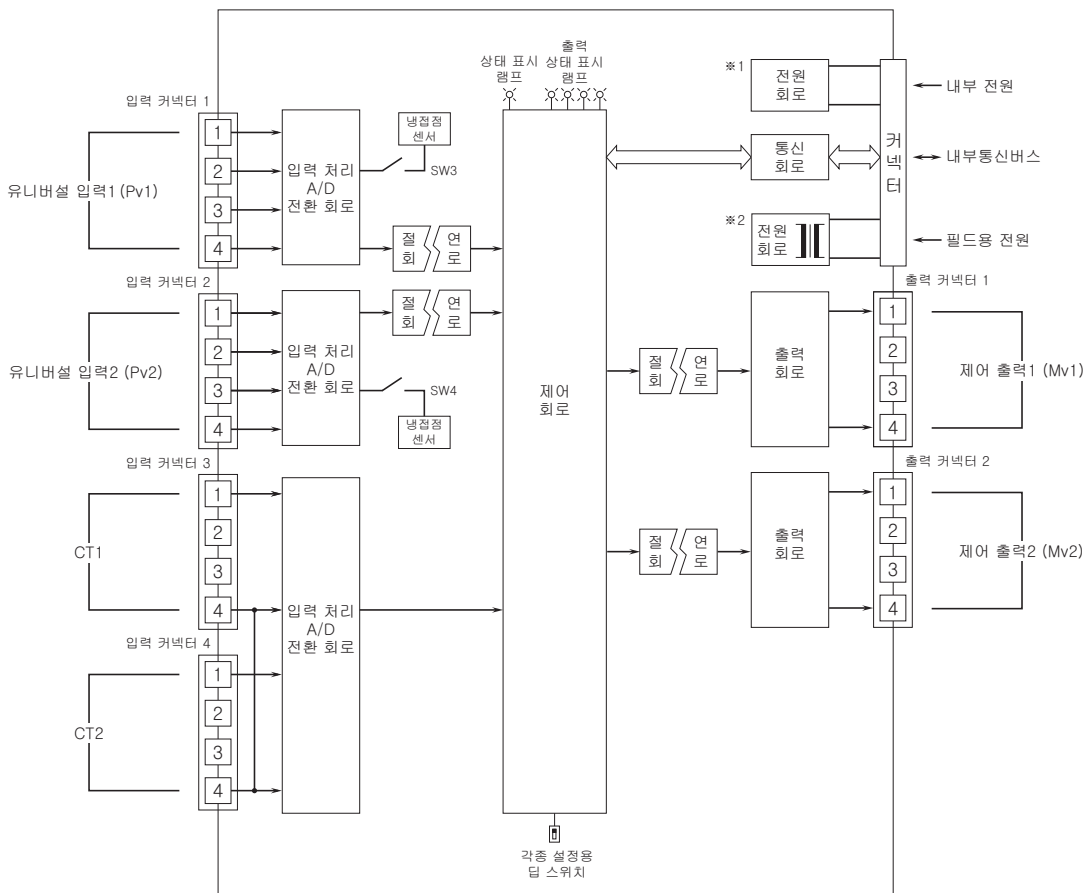 상태 표시
램프
출력
상태 표시
램프
※1
전원
회로
내부 전원
통신
회로
내부통신버스
커넥터
※2
전원
회로
필드용 전원
입력 커넥터 1
1
2
3
4
유니버설 입력1 (Pv1)
입력 처리
A/D
전환 회로
냉접점
센서
SW3
절 연
회 로
입력 커넥터 2
1
2
3
4
유니버설 입력2 (Pv2)
입력 처리
A/D
전환 회로
절 연
회 로
SW4
냉접점
센서
입력 커넥터 3
1
2
3
4
CT1
입력 커넥터 4
1
2
3
4
CT2
입력 처리
A/D
전환 회로
제어
회로
각종 설정용
딥 스위치
절 연
회 로
출력
회로
출력 커넥터 1
1
2
3
4
제어 출력1 (Mv1)
절 연
회 로
출력
회로
출력 커넥터 2
1
2
3
4
제어 출력2 (Mv2)